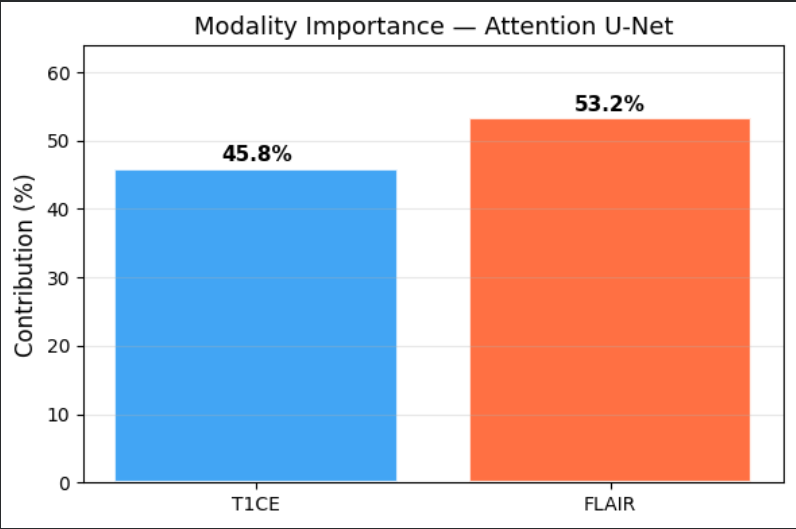 Modality Importance — Attention U-Net
Contribution (%)
60
50
40
30
20
10
0
45.8%
53.2%
T1CE
FLAIR